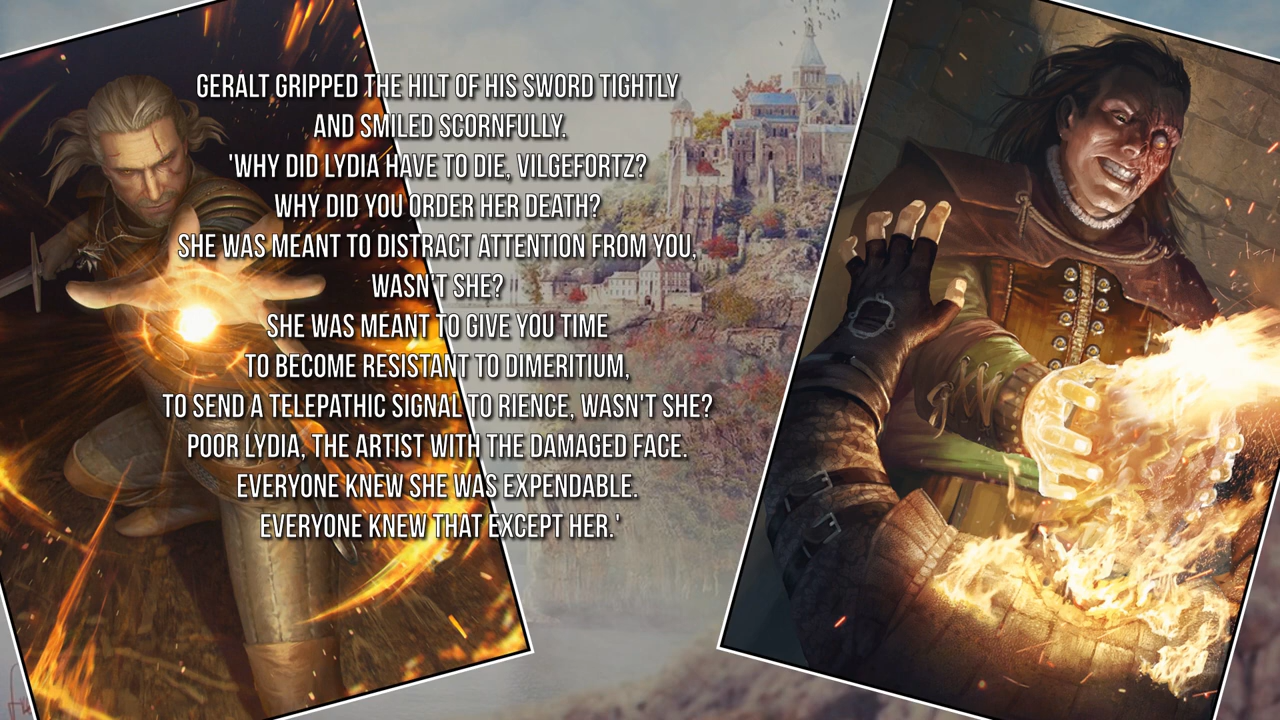 GERALT GRIPPED THE HILT OF HIS SWORD TIGHTLY
AND SMILED SCORNFULLY.
'WHY DID LYDIA HAVE TO DIE, VILGEFORTZ?
WHY DID YOU ORDER HER DEATH?
SHE WAS MEANT TO DISTRACT ATTENTION FROM YOU,
WASN'T SHE?
SHE WAS MEANT TO GIVE YOU TIME
TO BECOME RESISTANT TO DIMERITIUM,
TO SEND A TELEPATHIC SIGNAL TO RIENCE, WASN'T SHE?
POOR LYDIA, THE ARTIST WITH THE DAMAGED FACE.
EVERYONE KNEW SHE WAS EXPENDABLE.
EVERYONE KNEW THAT EXCEPT HER.'